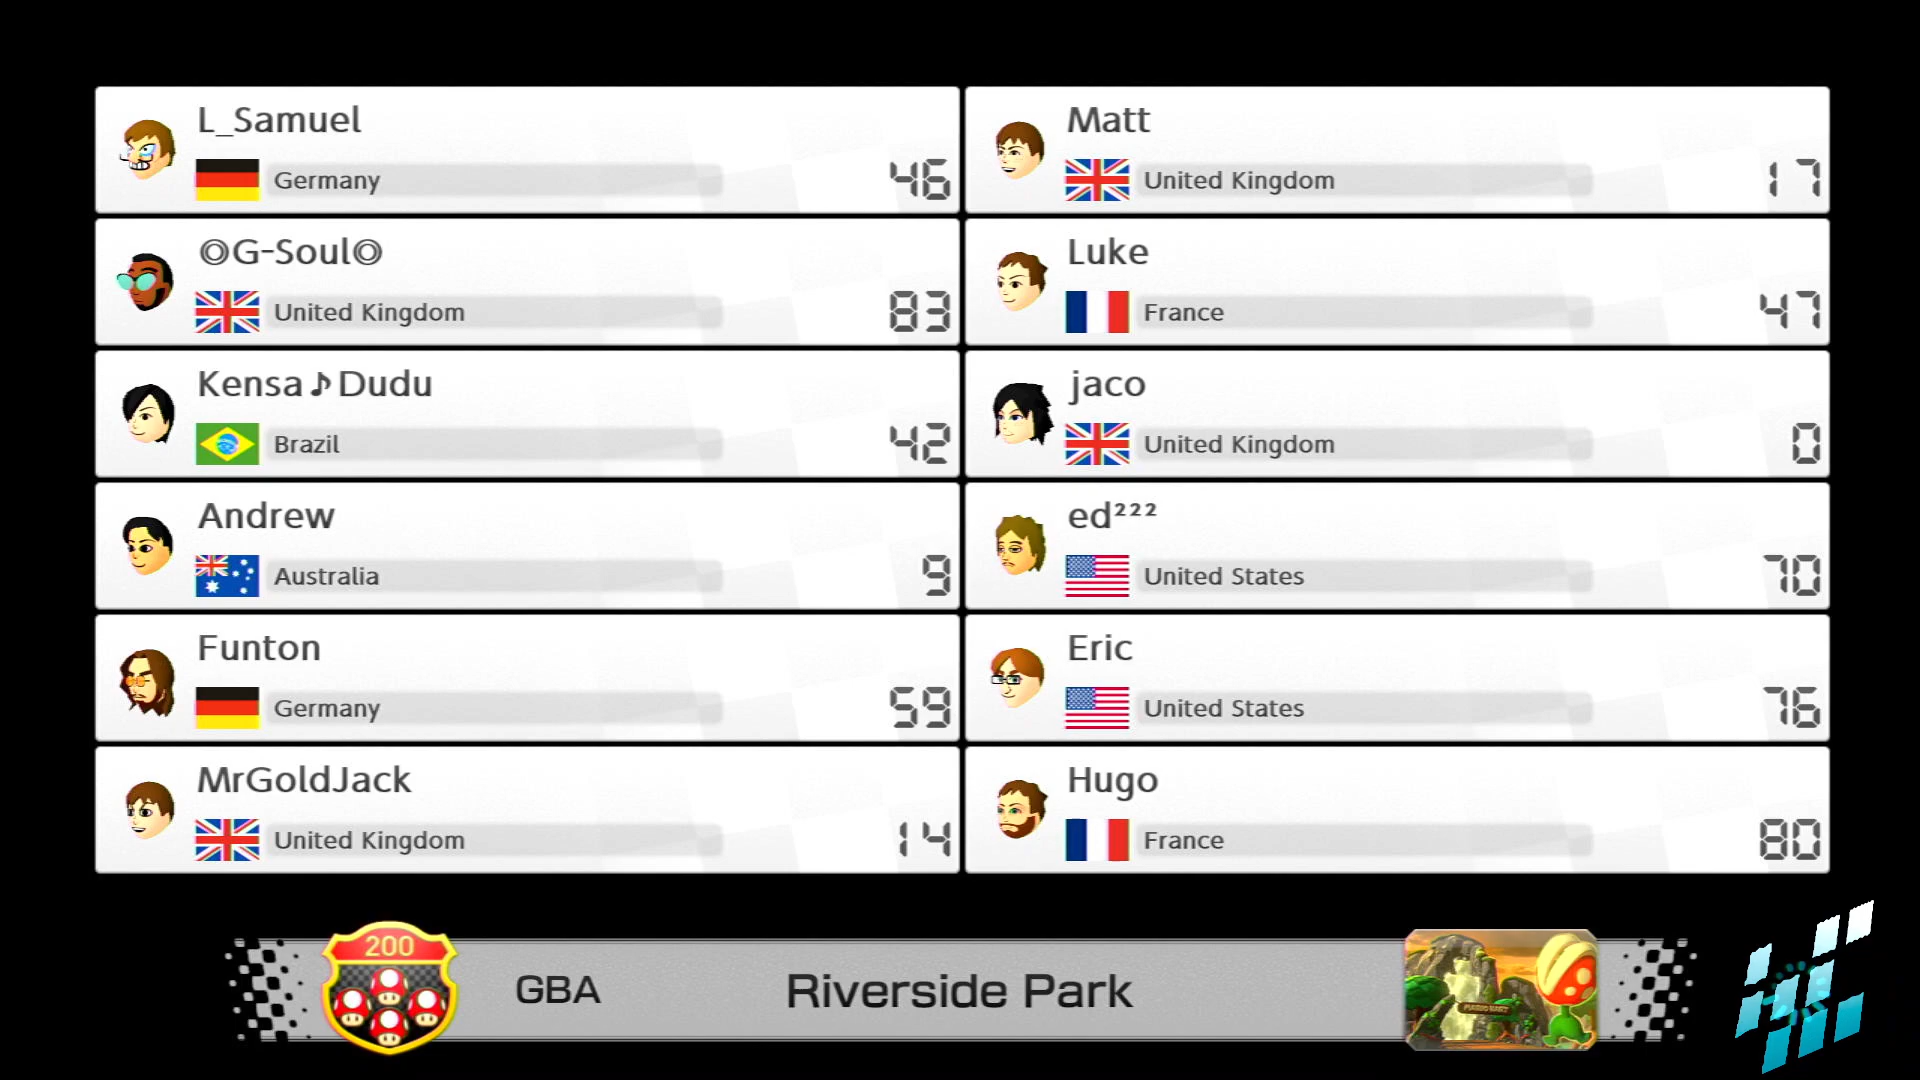 L_Samuel
Germany
46
◎G-Soul◎
United Kingdom
83
Kensa♪Dudu
Brazil
42
Andrew
Australia
9
Funton
Germany
59
MrGoldJack
United Kingdom
14
Matt
United Kingdom
17
Luke
France
47
jaco
United Kingdom
0
ed²²²
United States
70
Eric
United States
76
Hugo
France
80
200
GBA Riverside Park
MARIO KART